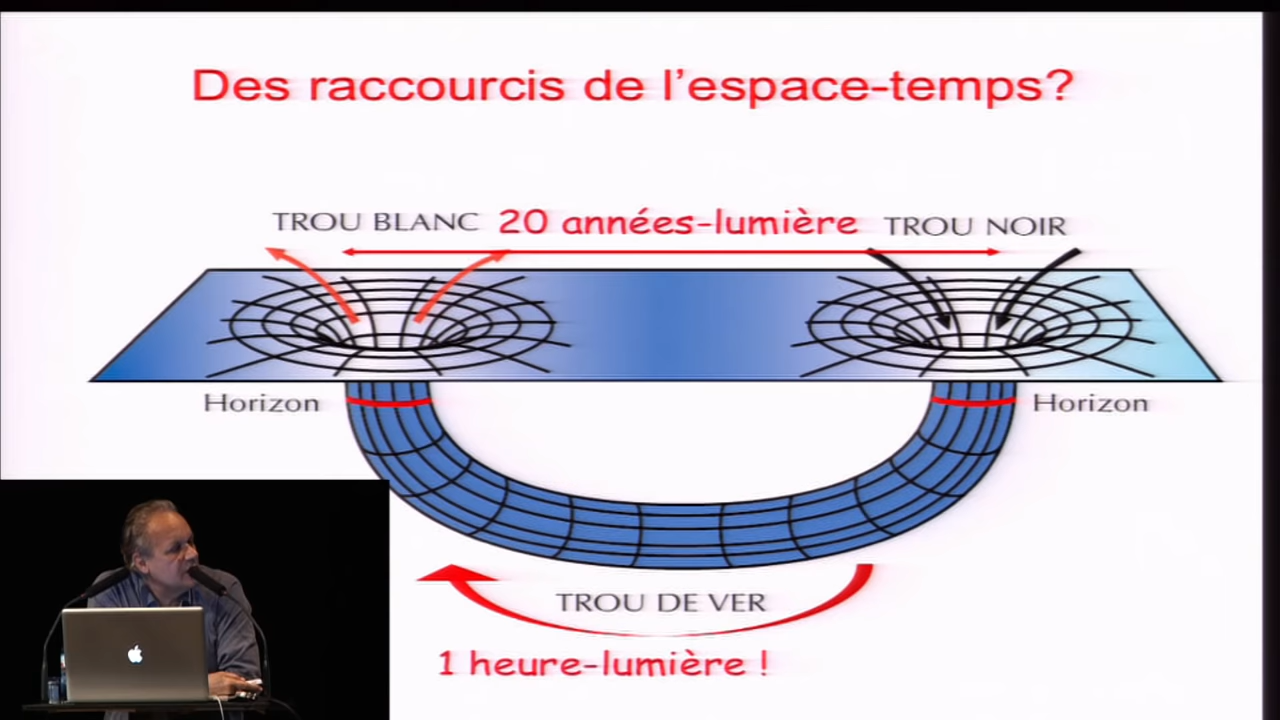 Des raccourcis de l'espace-temps?
TROU BLANC 20 années-lumière TROU NOIR
Horizon Horizon
TROU DE VER
1 heure-lumière !